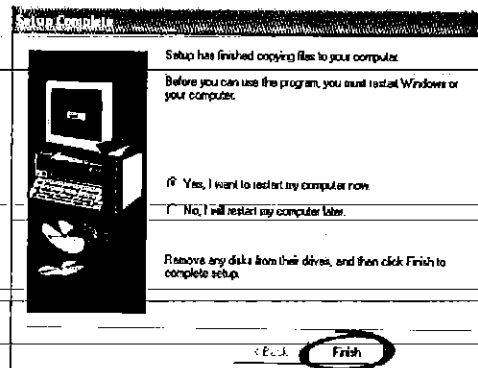 Setup Complete
Setup has finished copying files to your computer.
Before you can use the program, you must restart Windows or
your computer.
Yes, I want to restart my computer now.
No, I will restart my computer later.
Remove any disks from their drives, and then click Finish to
complete setup.
< Back
Finish